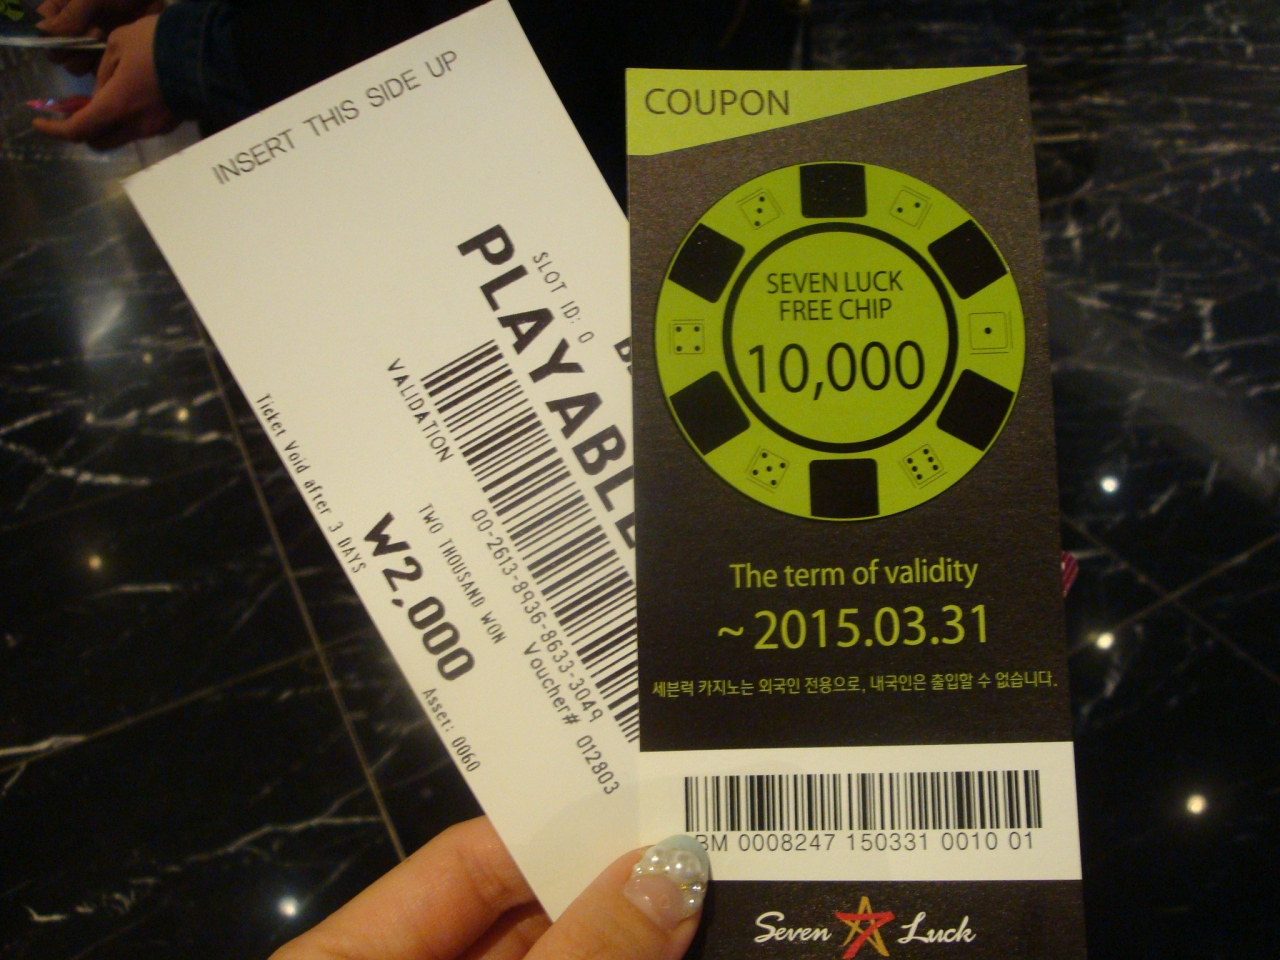 INSERT THIS SIDE UP
SLOT ID: 0
PLAYABLE
VALIDATION
00-2613-8936-8633-3049
TWO THOUSAND WON
Voucher# 012803
Ticket Void after 3 DAYS
W2,000
Asset: 0060
COUPON
SEVEN LUCK
FREE CHIP
10,000
The term of validity
~ 2015.03.31
세븐럭 카지노는 외국인 전용으로, 내국인은 출입할 수 없습니다.
BM 0008247 150331 0010 01
Seven Luck